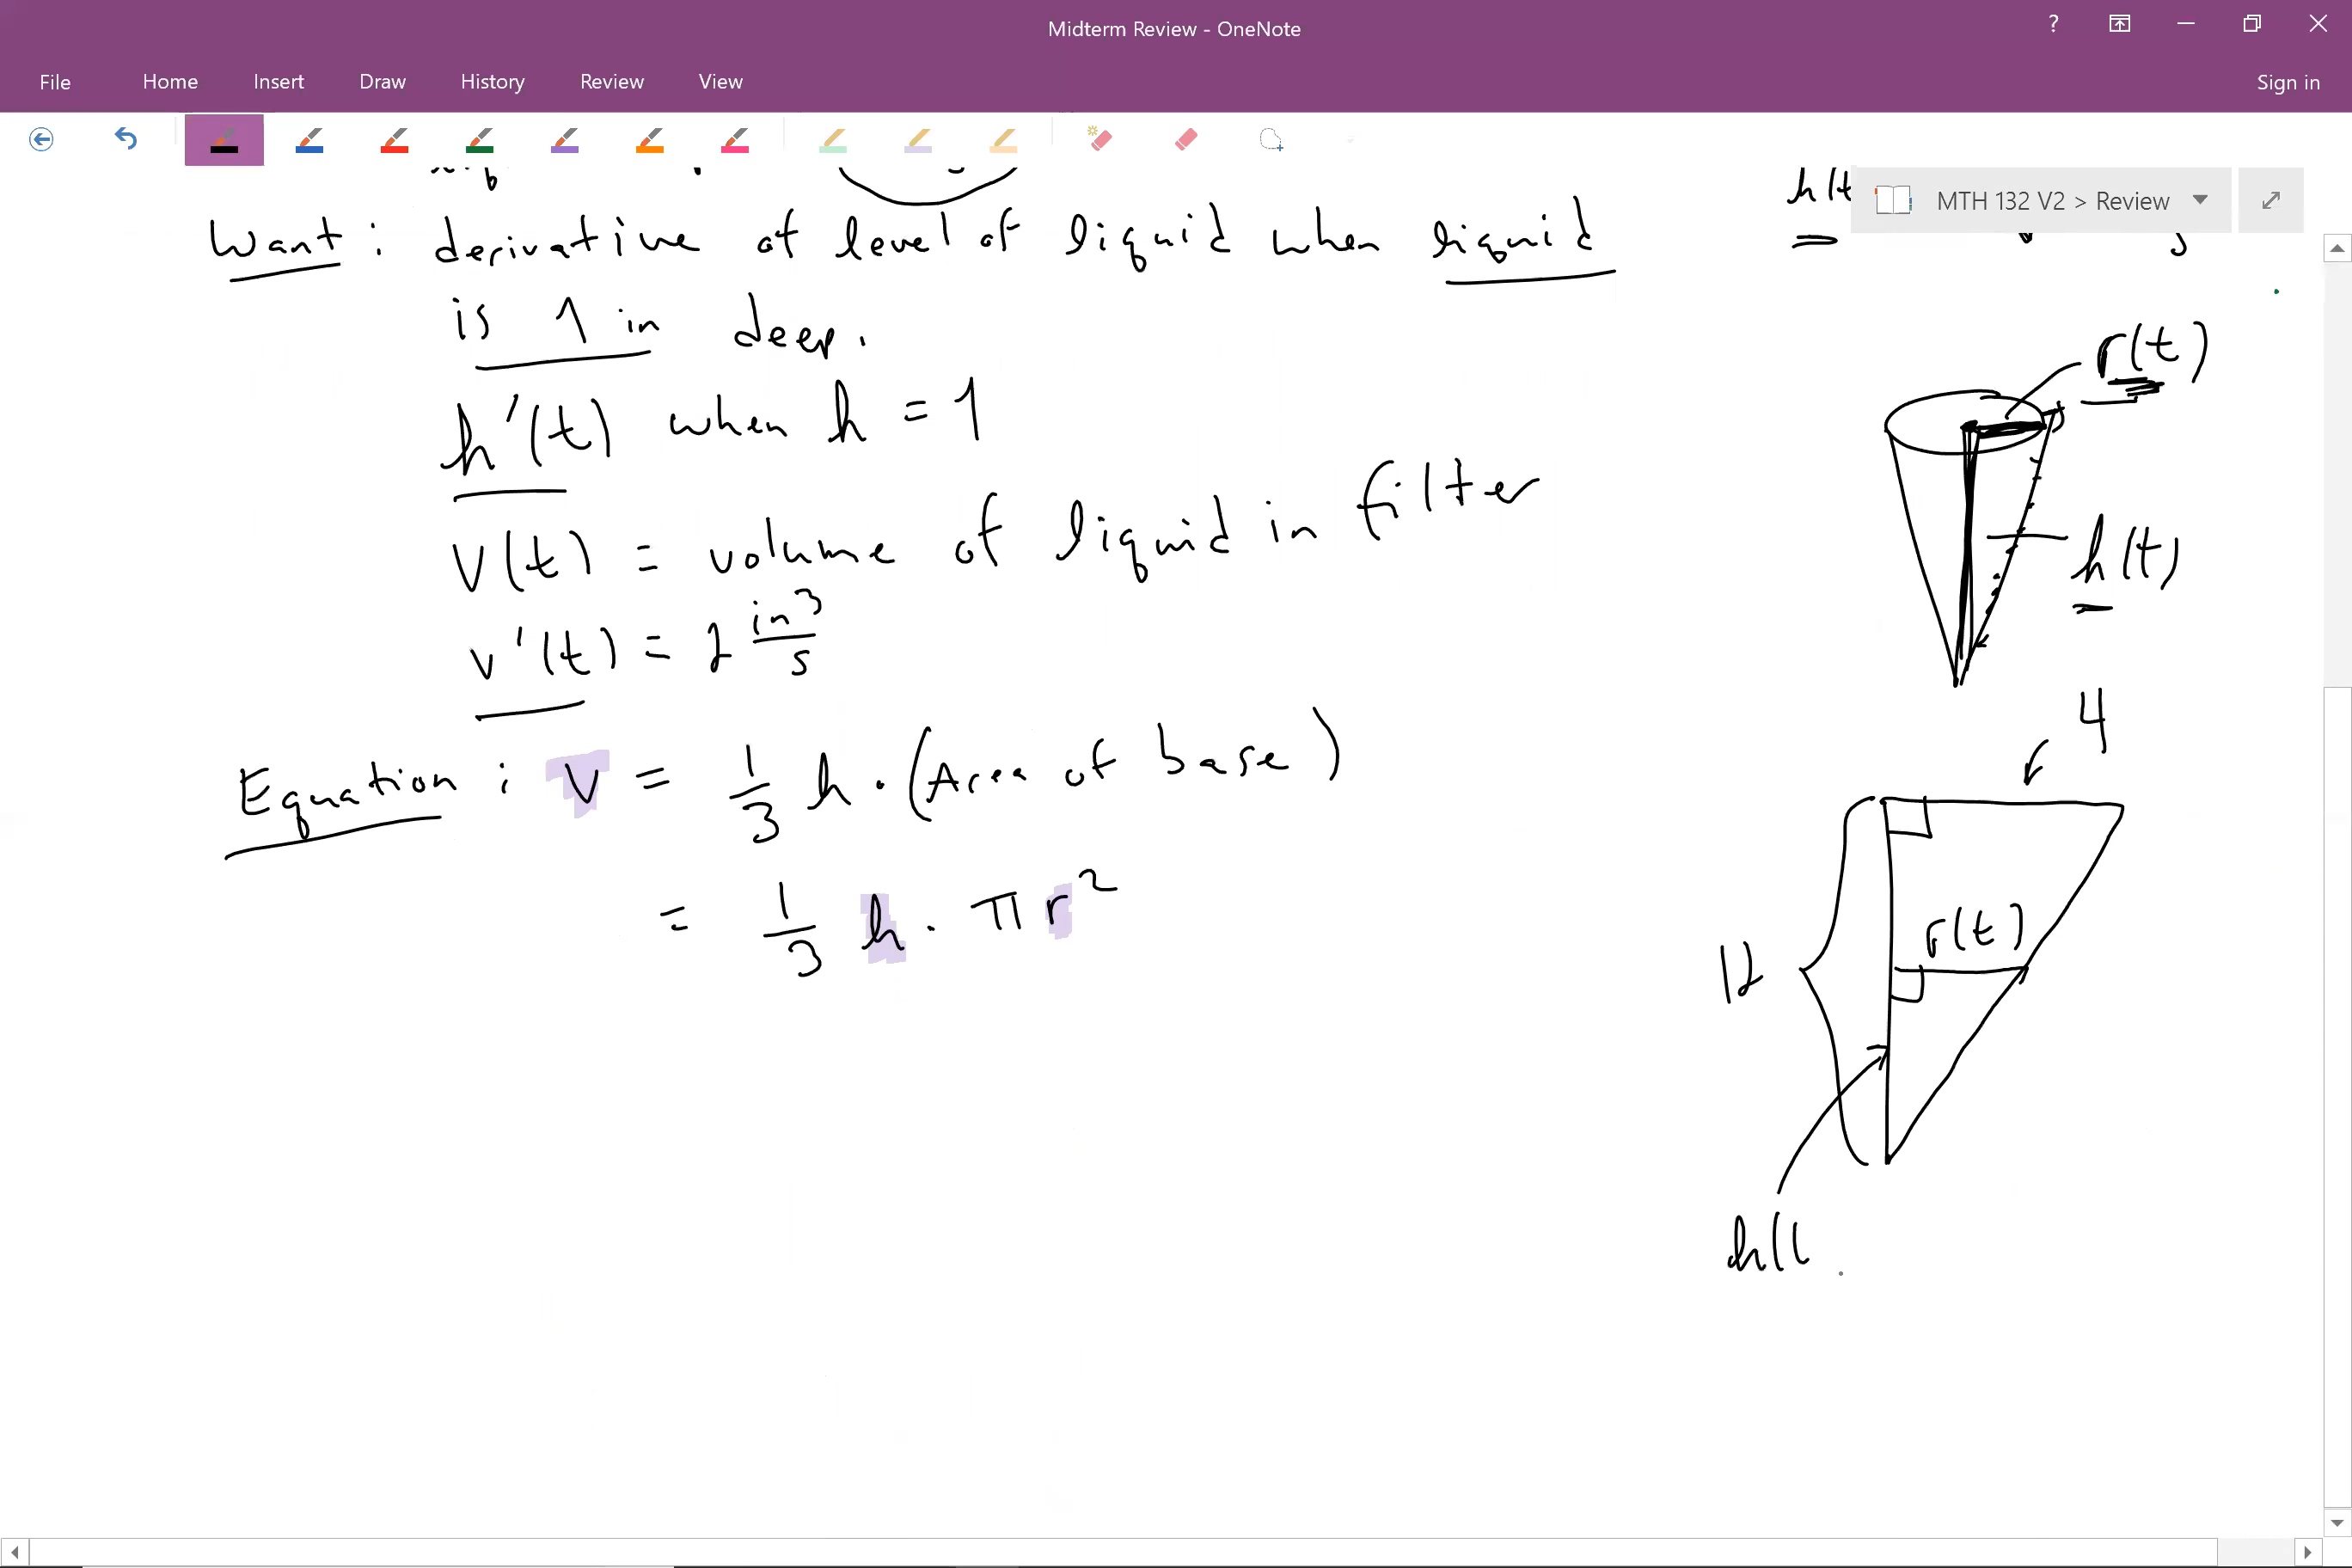 Midterm Review - OneNote
?
File Home Insert Draw History Review View
Sign in
MTH 132 V2 > Review
Want: derivative of level of liquid when liquid
is 1 in deep.
h'(t) when h = 1
V(t) = volume of liquid in filter
v'(t) = 2 in³/s
Equation: V = 1/3 h · (Area of base)
= 1/3 h · π r²
h(t
r(t)
h(t)
4
r(t)
12
h(